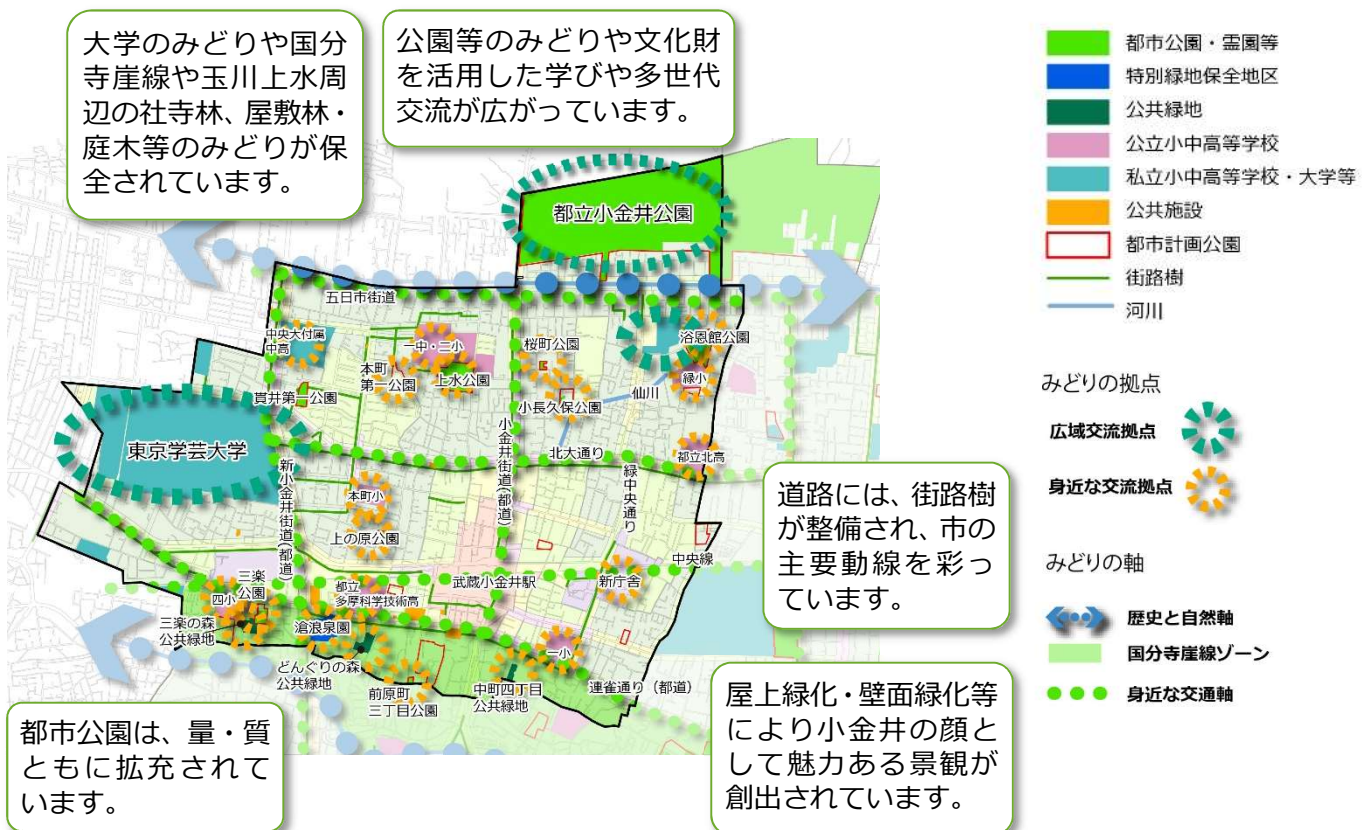 大学のみどりや国分
寺崖線や玉川上水周
辺の社寺林、屋敷林・
庭木等のみどりが保
全されています。
公園等のみどりや文化財
を活用した学びや多世代
交流が広がっています。
都市公園・霊園等
特別緑地保全地区
公共緑地
公立小中高等学校
私立小中高等学校・大学等
公共施設
都市計画公園
街路樹
河川
みどりの拠点
広域交流拠点
身近な交流拠点
みどりの軸
歴史と自然軸
国分寺崖線ゾーン
身近な交通軸
都立小金井公園
五日市街道
中央大付属
中高
一中・二小
本町
第一公園
上水公園
桜町公園
浴恩館公園
緑小
仙川
小長久保公園
貫井第一公園
東京学芸大学
新小金井街道(都道)
小金井街道(都道)
北大通り
緑中央通り
都立北高
本町小
上の原公園
中央線
武蔵小金井駅
新庁舎
三楽
公園
四小
都立
多摩科学技術高
三楽の森
公共緑地
滄浪泉園
どんぐりの森
公共緑地
前原町
三丁目公園
中町四丁目
公共緑地
一小
連雀通り(都道)
道路には、街路樹
が整備され、市の
主要動線を彩っ
ています。
都市公園は、量・質
ともに拡充されて
います。
屋上緑化・壁面緑化等
により小金井の顔と
して魅力ある景観が
創出されています。